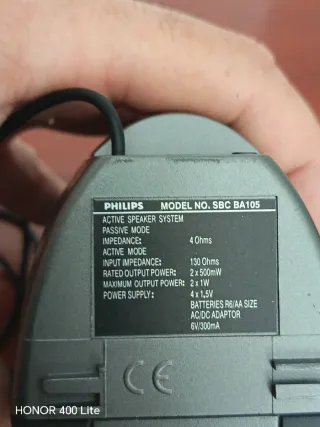 PHILIPS MODEL NO. SBC BA105
ACTIVE SPEAKER SYSTEM
PASSIVE MODE
IMPEDANCE: 4 Ohms
ACTIVE MODE
INPUT IMPEDANCE: 130 Ohms
RATED OUTPUT POWER: 2 x 500mW
MAXIMUM OUTPUT POWER: 2 x 1W
POWER SUPPLY: 4 x 1,5V
BATTERIES R6/AA SIZE
AC/DC ADAPTOR
6V/300mA
CE
HONOR 400 Lite